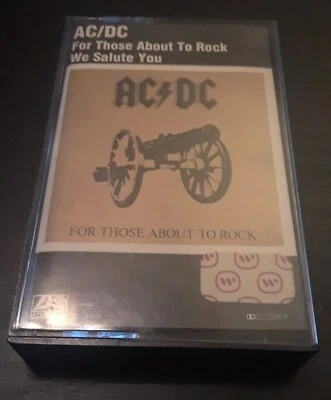 AC/DC
For Those About To Rock
We Salute You
AC⚡DC
FOR THOSE ABOUT TO ROCK